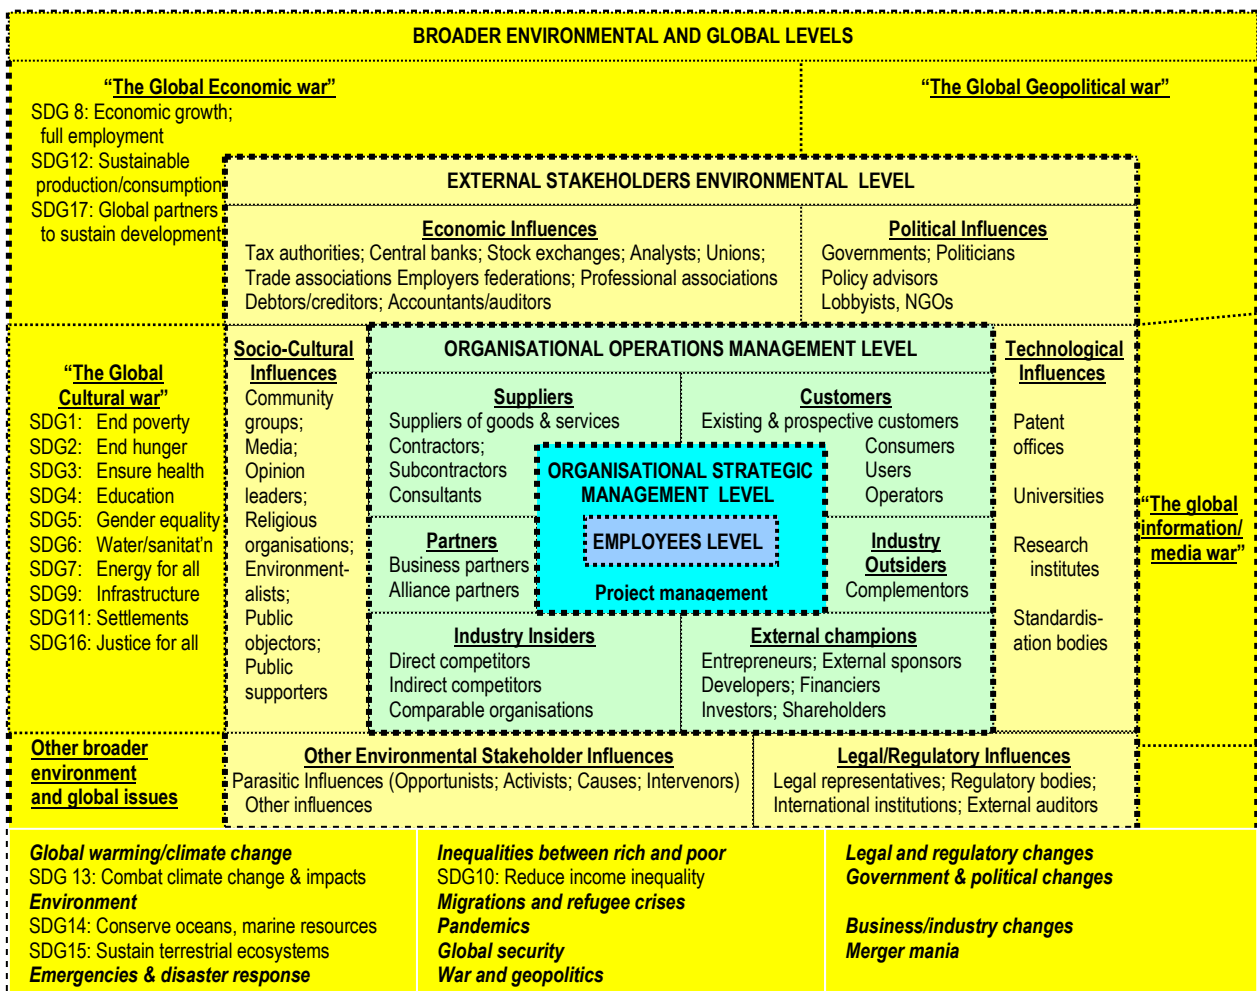 BROADER ENVIRONMENTAL AND GLOBAL LEVELS
“The Global Economic war”
SDG 8: Economic growth;
full employment
SDG12: Sustainable
production/consumption
SDG17: Global partners
to sustain development
“The Global Geopolitical war”
EXTERNAL STAKEHOLDERS ENVIRONMENTAL LEVEL
Economic Influences
Tax authorities; Central banks; Stock exchanges; Analysts; Unions;
Trade associations Employers federations; Professional associations
Debtors/creditors; Accountants/auditors
Political Influences
Governments; Politicians
Policy advisors
Lobbyists, NGOs
“The Global
Cultural war”
SDG1: End poverty
SDG2: End hunger
SDG3: Ensure health
SDG4: Education
SDG5: Gender equality
SDG6: Water/sanitat'n
SDG7: Energy for all
SDG9: Infrastructure
SDG11: Settlements
SDG16: Justice for all
Socio-Cultural
Influences
Community
groups;
Media;
Opinion
leaders;
Religious
organisations;
Environment-
alists;
Public
objectors;
Public
supporters
ORGANISATIONAL OPERATIONS MANAGEMENT LEVEL
Suppliers
Suppliers of goods & services
Contractors;
Subcontractors
Consultants
Customers
Existing & prospective customers
Consumers
Users
Operators
ORGANISATIONAL STRATEGIC
MANAGEMENT LEVEL
EMPLOYEES LEVEL
Project management
Partners
Business partners
Alliance partners
Industry
Outsiders
Complementors
Industry Insiders
Direct competitors
Indirect competitors
Comparable organisations
External champions
Entrepreneurs; External sponsors
Developers; Financiers
Investors; Shareholders
Technological
Influences
Patent
offices
Universities
Research
institutes
Standardis-
ation bodies
“The global
information/
media war”
Other broader
environment
and global issues
Other Environmental Stakeholder Influences
Parasitic Influences (Opportunists; Activists; Causes; Intervenors)
Other influences
Legal/Regulatory Influences
Legal representatives; Regulatory bodies;
International institutions; External auditors
Global warming/climate change
SDG 13: Combat climate change & impacts
Environment
SDG14: Conserve oceans, marine resources
SDG15: Sustain terrestrial ecosystems
Emergencies & disaster response
Inequalities between rich and poor
SDG10: Reduce income inequality
Migrations and refugee crises
Pandemics
Global security
War and geopolitics
Legal and regulatory changes
Government & political changes
Business/industry changes
Merger mania